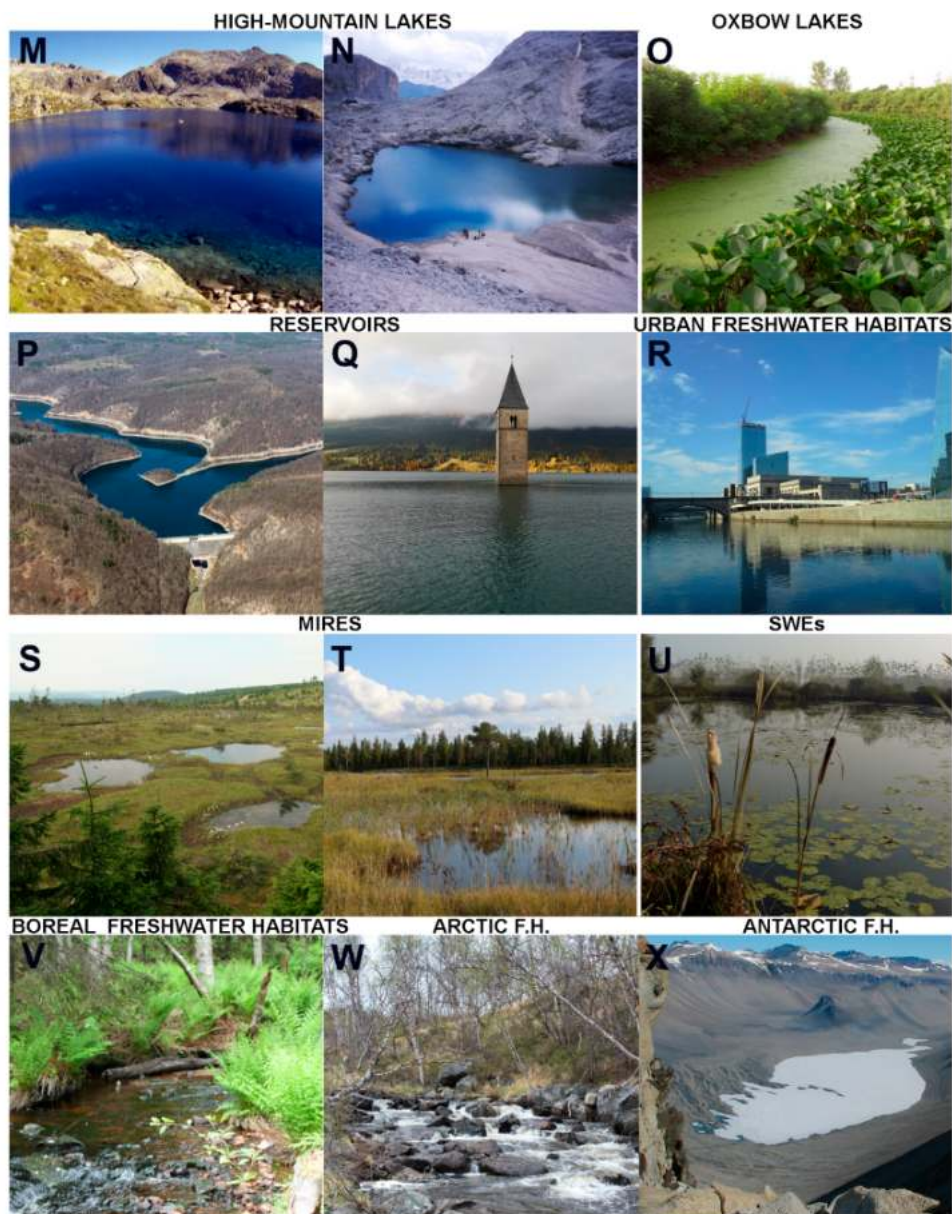 HIGH-MOUNTAIN LAKES OXBOW LAKES
M N O
RESERVOIRS URBAN FRESHWATER HABITATS
P Q R
MIRES SWEs
S T U
BOREAL FRESHWATER HABITATS ARCTIC F.H. ANTARCTIC F.H.
V W X